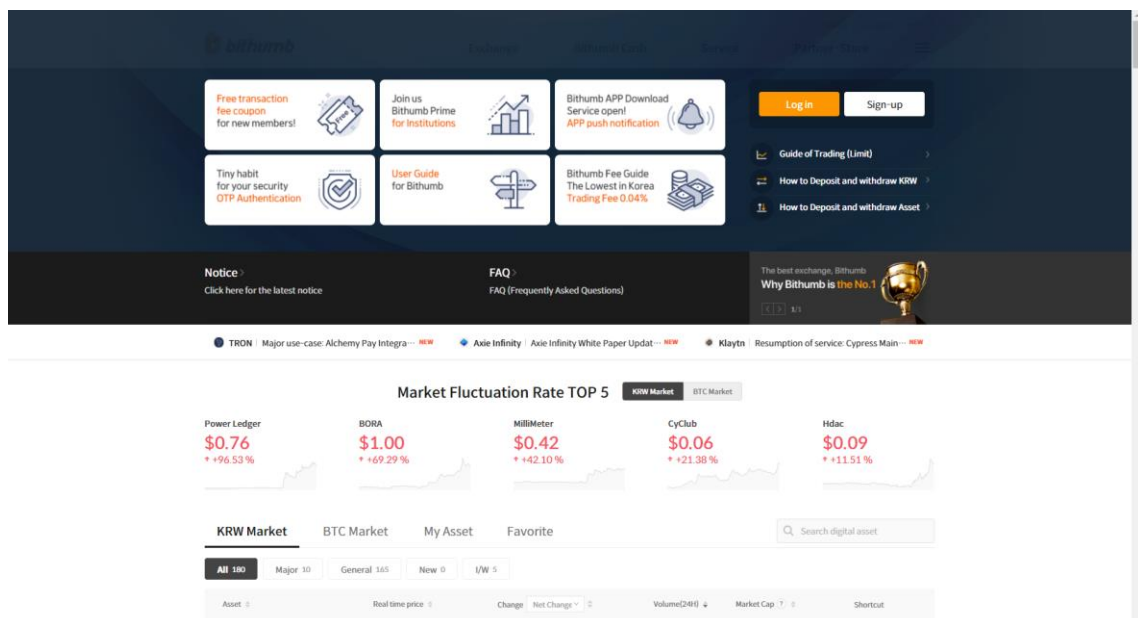 bithumb
Exchange Bithumb Cash Service Partner·Store
Free transaction
fee coupon
for new members!
Free
Join us
Bithumb Prime
for Institutions
Bithumb APP Download
Service open!
APP push notification
Log in
Sign-up
Tiny habit
for your security
OTP Authentication
User Guide
for Bithumb
Bithumb Fee Guide
The Lowest in Korea
Trading Fee 0.04%
Guide of Trading (Limit)
How to Deposit and withdraw KRW
How to Deposit and withdraw Asset
Notice >
Click here for the latest notice
FAQ >
FAQ (Frequently Asked Questions)
The best exchange, Bithumb
Why Bithumb is the No.1
< > 1/1
TRON | Major use-case: Alchemy Pay Integra··· NEW
Axie Infinity | Axie Infinity White Paper Updat··· NEW
Klaytn | Resumption of service: Cypress Main··· NEW
Market Fluctuation Rate TOP 5 KRW Market BTC Market
Power Ledger
$0.76
+96.53 %
BORA
$1.00
+69.29 %
MilliMeter
$0.42
+42.10 %
CyClub
$0.06
+21.38 %
Hdac
$0.09
+11.51 %
KRW Market BTC Market My Asset Favorite
Search digital asset
All 180 Major 10 General 165 New 0 I/W 5
Asset Real time price Change Net Change Volume(24H) Market Cap ? Shortcut